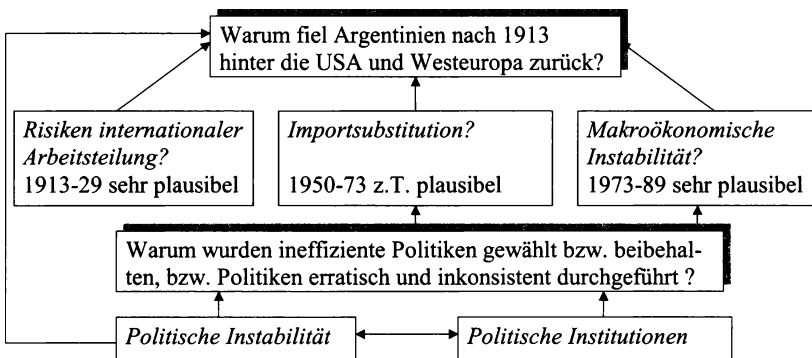 Warum fiel Argentinien nach 1913
hinter die USA und Westeuropa zurück?
Risiken internationaler
Arbeitsteilung?
1913-29 sehr plausibel
Importsubstitution?
1950-73 z.T. plausibel
Makroökonomische
Instabilität?
1973-89 sehr plausibel
Warum wurden ineffiziente Politiken gewählt bzw. beibehal-
ten, bzw. Politiken erratisch und inkonsistent durchgeführt ?
Politische Instabilität
Politische Institutionen